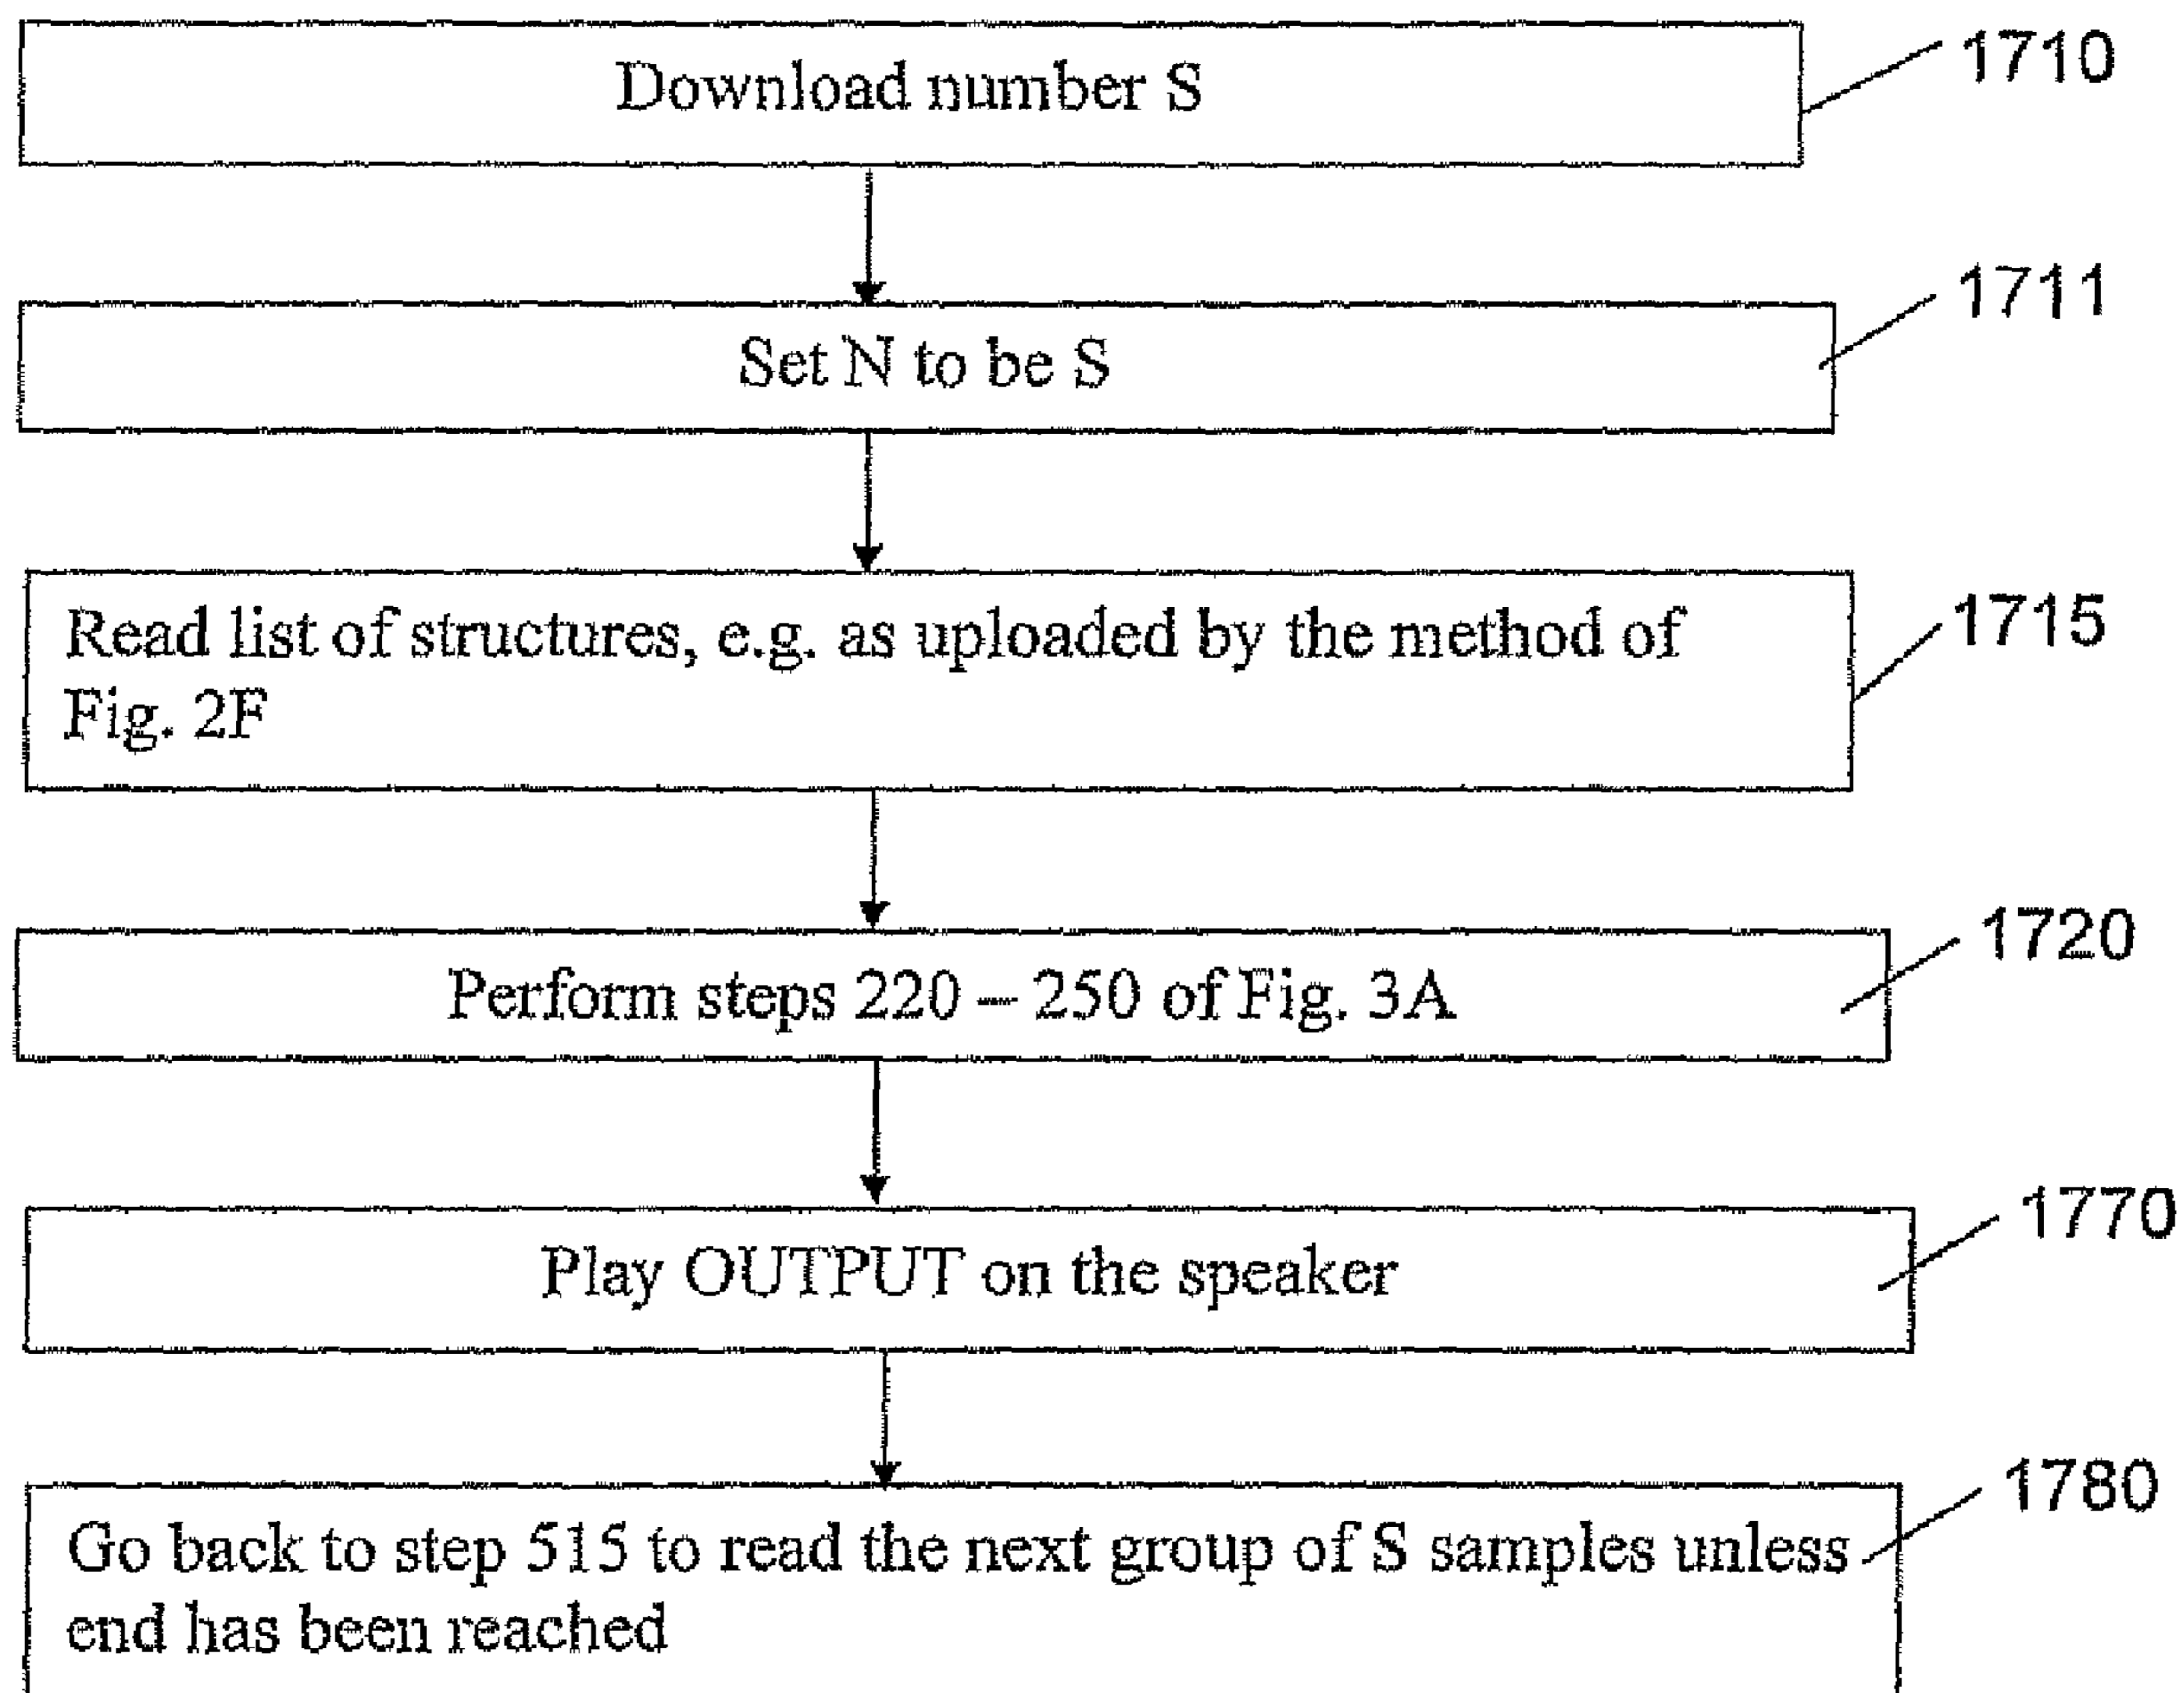 Download number S
1710
Set N to be S
1711
Read list of structures, e.g. as uploaded by the method of
Fig. 2F
1715
Perform steps 220 – 250 of Fig. 3A
1720
Play OUTPUT on the speaker
1770
Go back to step 515 to read the next group of S samples unless
end has been reached
1780